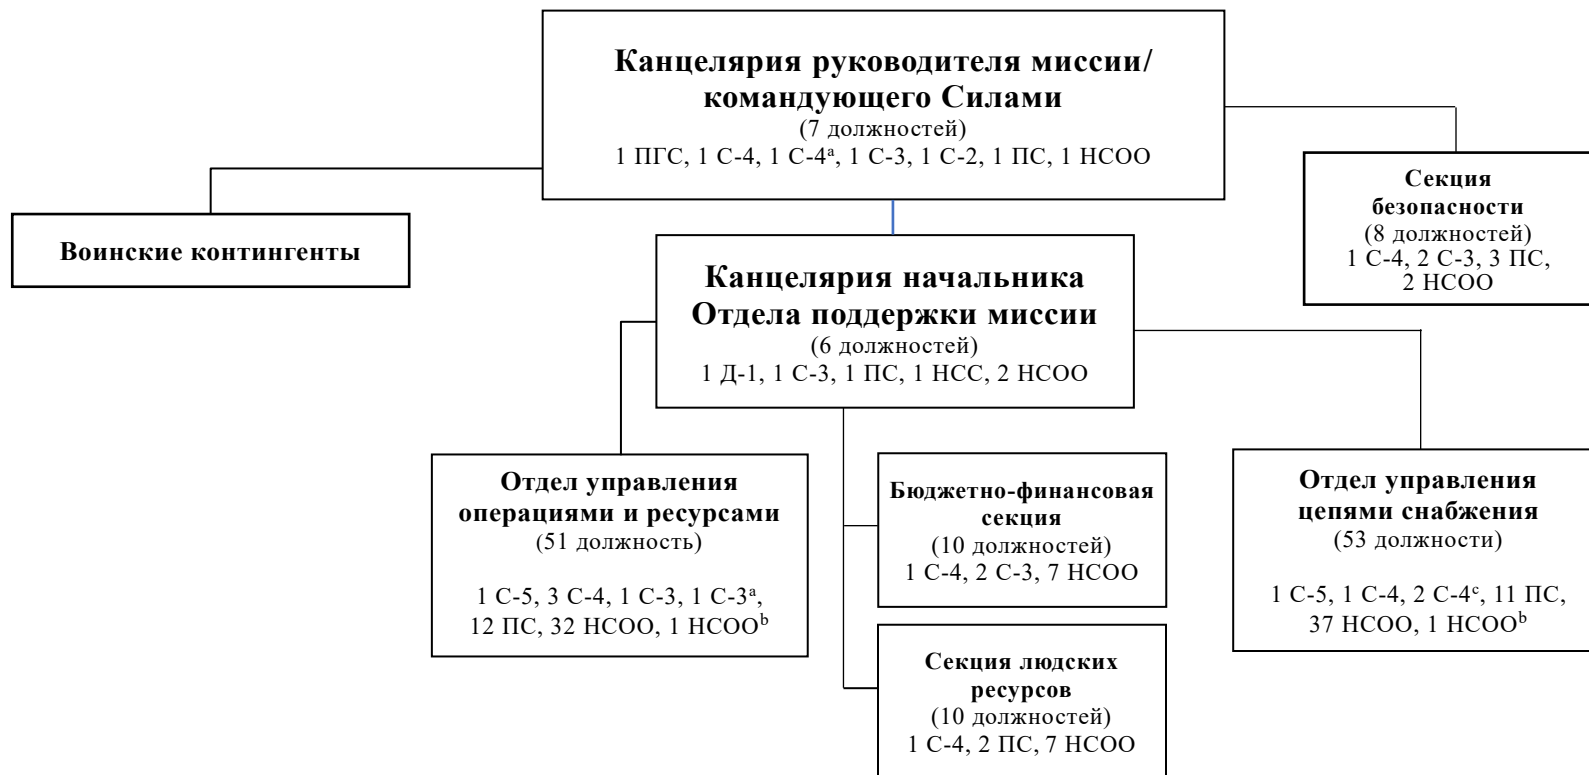 Канцелярия руководителя миссии/
командующего Силами
(7 должностей)
1 ПГС, 1 С-4, 1 С-4ᵃ, 1 С-3, 1 С-2, 1 ПС, 1 НСОО
Воинские контингенты
Секция
безопасности
(8 должностей)
1 С-4, 2 С-3, 3 ПС,
2 НСОО
Канцелярия начальника
Отдела поддержки миссии
(6 должностей)
1 Д-1, 1 С-3, 1 ПС, 1 НСС, 2 НСОО
Отдел управления
операциями и ресурсами
(51 должность)
1 С-5, 3 С-4, 1 С-3, 1 С-3ᵃ,
12 ПС, 32 НСОО, 1 НСООᵇ
Бюджетно-финансовая
секция
(10 должностей)
1 С-4, 2 С-3, 7 НСОО
Секция людских
ресурсов
(10 должностей)
1 С-4, 2 ПС, 7 НСОО
Отдел управления
цепями снабжения
(53 должности)
1 С-5, 1 С-4, 2 С-4ᶜ, 11 ПС,
37 НСОО, 1 НСООᵇ